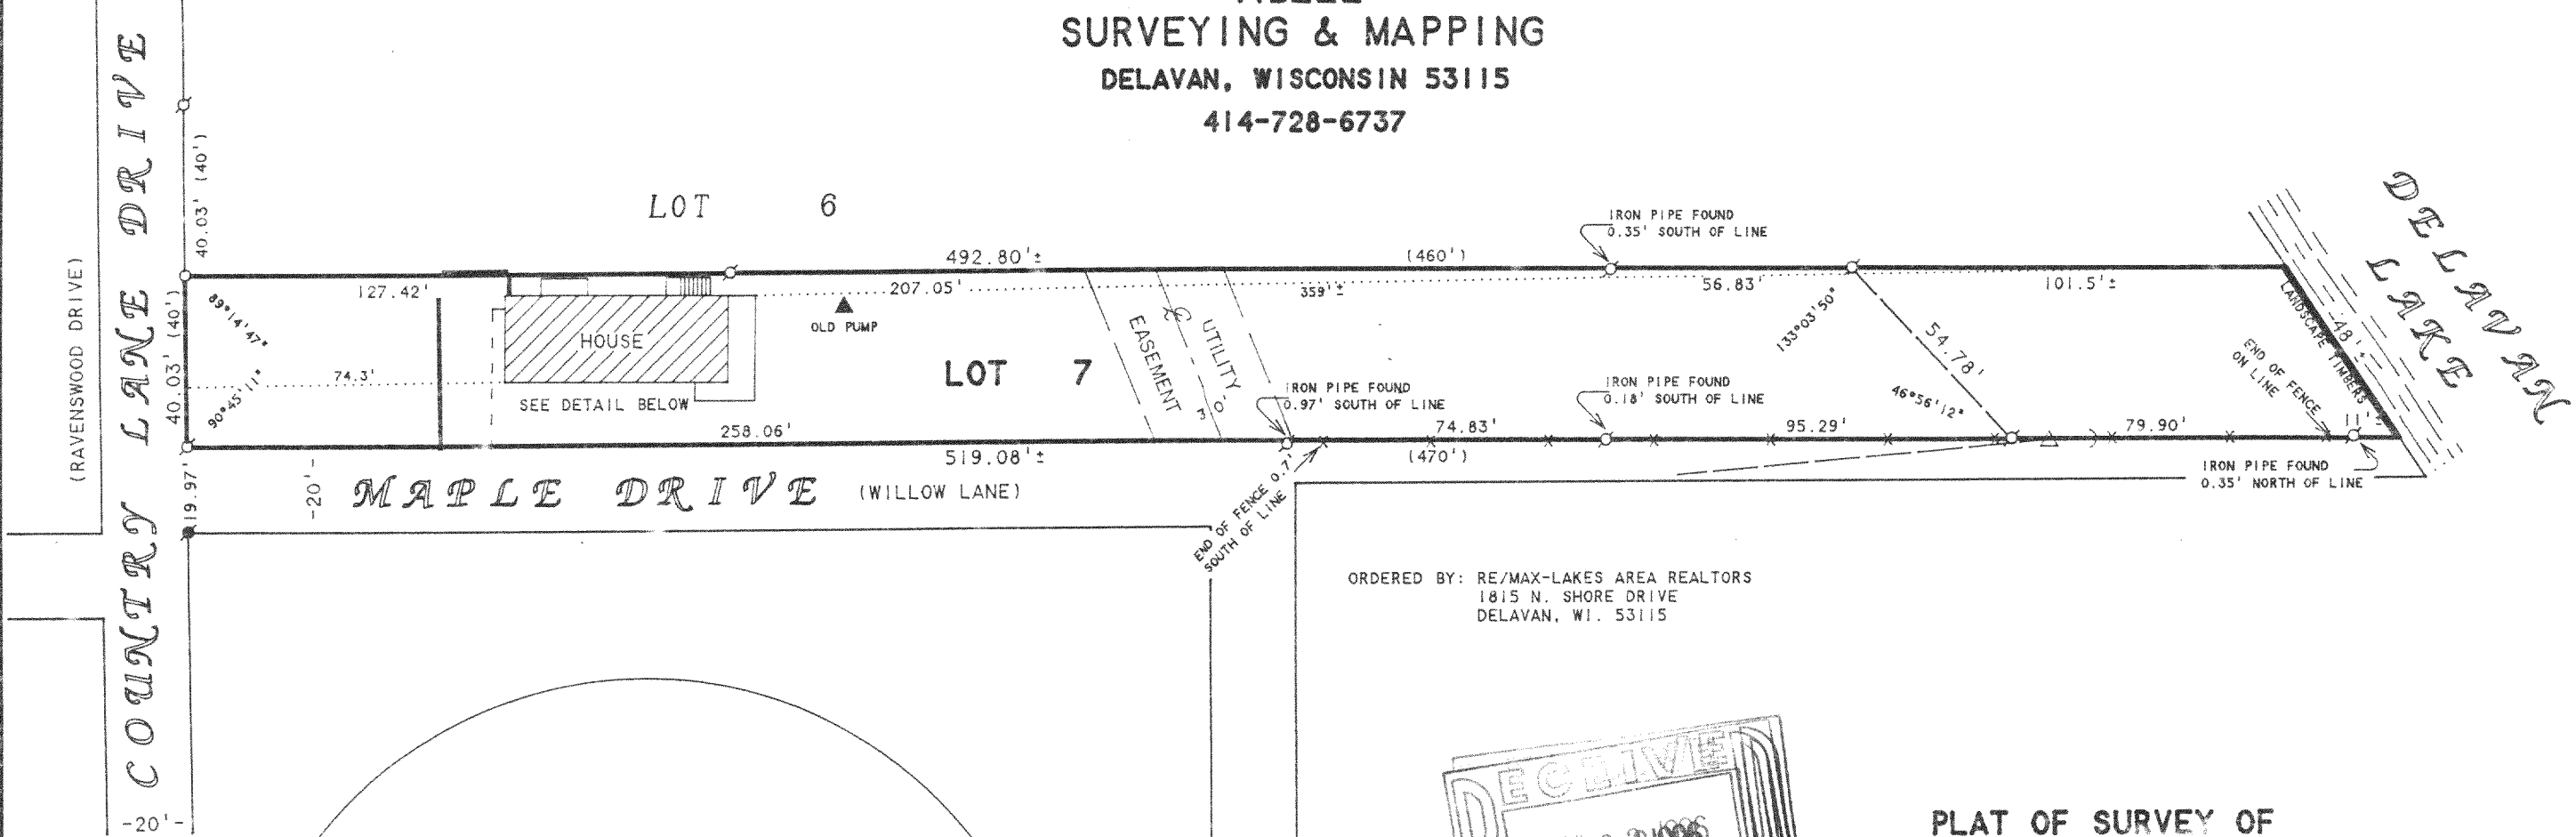 SURVEYING & MAPPING
DELAVAN, WISCONSIN 53115
414-728-6737
COUNTRY LANE DRIVE
(RAVENSWOOD DRIVE)
40.03' (40')
LOT 6
492.80'±
(460')
IRON PIPE FOUND
0.35' SOUTH OF LINE
DELAVAN
LAKE
127.42'
207.05'
359'±
56.83'
101.5'±
89°14'47"
40.03' (40')
90°45'11"
74.3'
HOUSE
SEE DETAIL BELOW
OLD PUMP
LOT 7
UTILITY
EASEMENT
℄
30'
133°03'50"
54.78'
46°56'12"
LANDSCAPE TIMBERS
48'±
END OF FENCE
ON LINE
IRON PIPE FOUND
0.97' SOUTH OF LINE
IRON PIPE FOUND
0.18' SOUTH OF LINE
258.06'
74.83'
95.29'
79.90'
11'±
519.08'±
(470')
IRON PIPE FOUND
0.35' NORTH OF LINE
19.97'
-20'-
MAPLE DRIVE (WILLOW LANE)
END OF FENCE 0.7'
SOUTH OF LINE
ORDERED BY: RE/MAX-LAKES AREA REALTORS
1815 N. SHORE DRIVE
DELAVAN, WI. 53115
-20'-
PLAT OF SURVEY OF